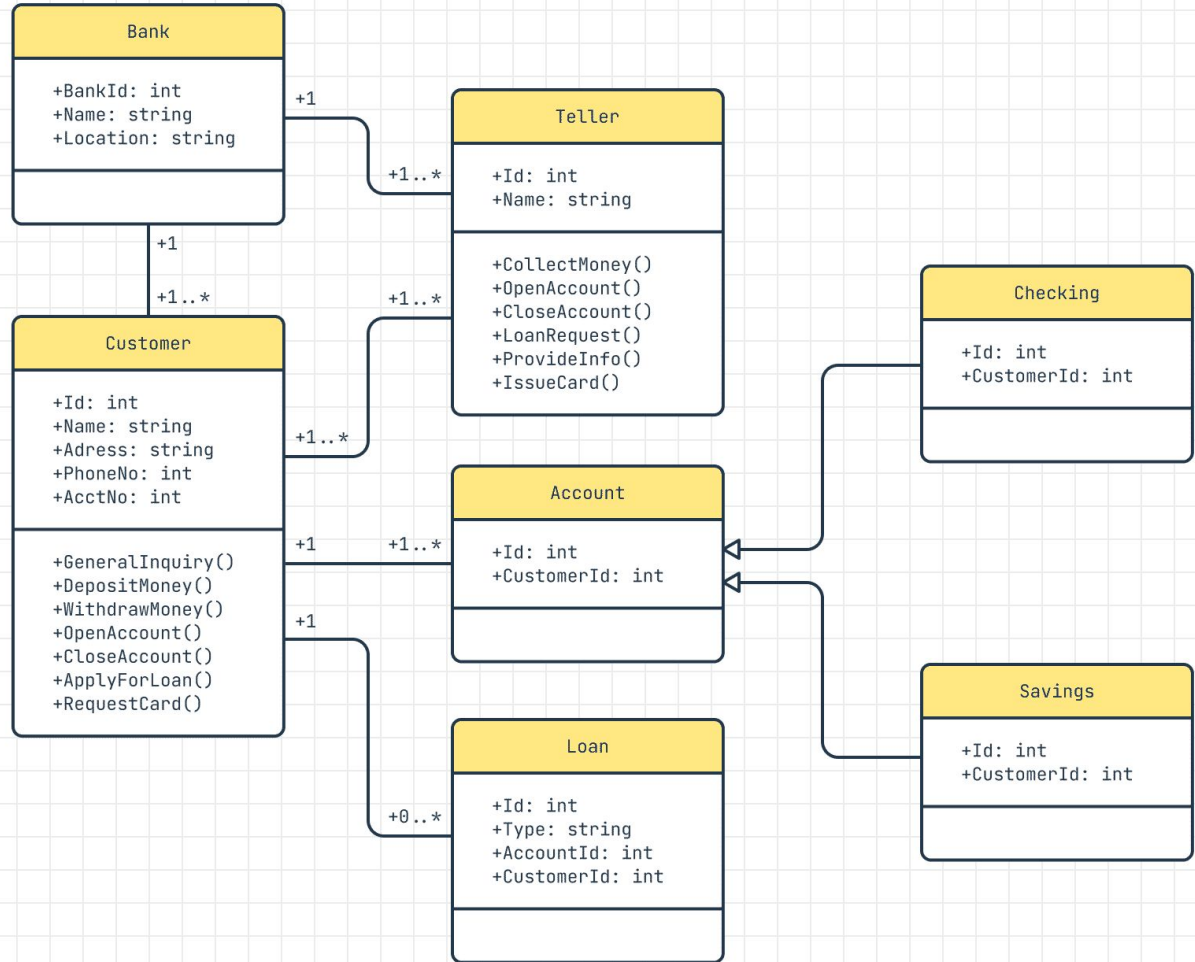 Bank
+BankId: int
+Name: string
+Location: string
+1
+1..*
+1
+1..*
Teller
+Id: int
+Name: string
+CollectMoney()
+OpenAccount()
+CloseAccount()
+LoanRequest()
+ProvideInfo()
+IssueCard()
Customer
+Id: int
+Name: string
+Adress: string
+PhoneNo: int
+AcctNo: int
+GeneralInquiry()
+DepositMoney()
+WithdrawMoney()
+OpenAccount()
+CloseAccount()
+ApplyForLoan()
+RequestCard()
+1..*
+1..*
+1
+1..*
+1
+0..*
Account
+Id: int
+CustomerId: int
Loan
+Id: int
+Type: string
+AccountId: int
+CustomerId: int
Checking
+Id: int
+CustomerId: int
Savings
+Id: int
+CustomerId: int